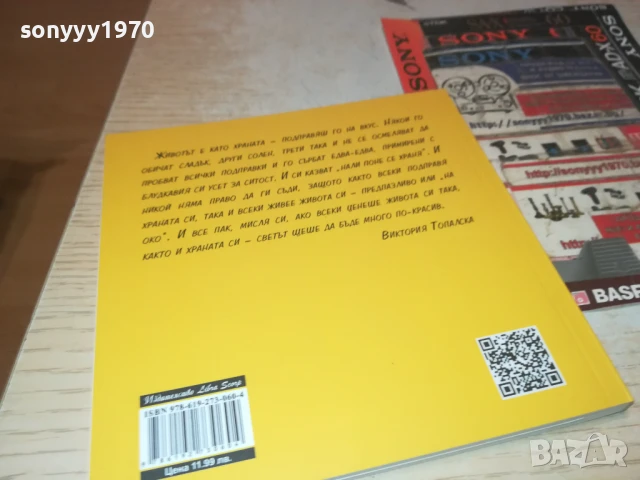 sonyyy1970
Животът е като храната – подправяш го на вкус. Някои го
обичат сладък, други солен, трети така и не се осмеляват да
пробват всички подправки и го сърбат едва-едва, примирени с
блудкавия си усет за ситост. И си казват „нали поне се храня“. И
никой няма право да ги съди, защото както всеки подправя
храната си, така и всеки живее живота си – предпазливо или „на
око“. И все пак, мисля си, ако всеки ценеше живота си така,
както и храната си – светът щеше да бъде много по-красив.
Виктория Топалска
Издателство Libra Scorp
ISBN 978-619-273-060-4
Цена 11.99 лв.
SONY
SONY
SONY
BASF
BAZAR